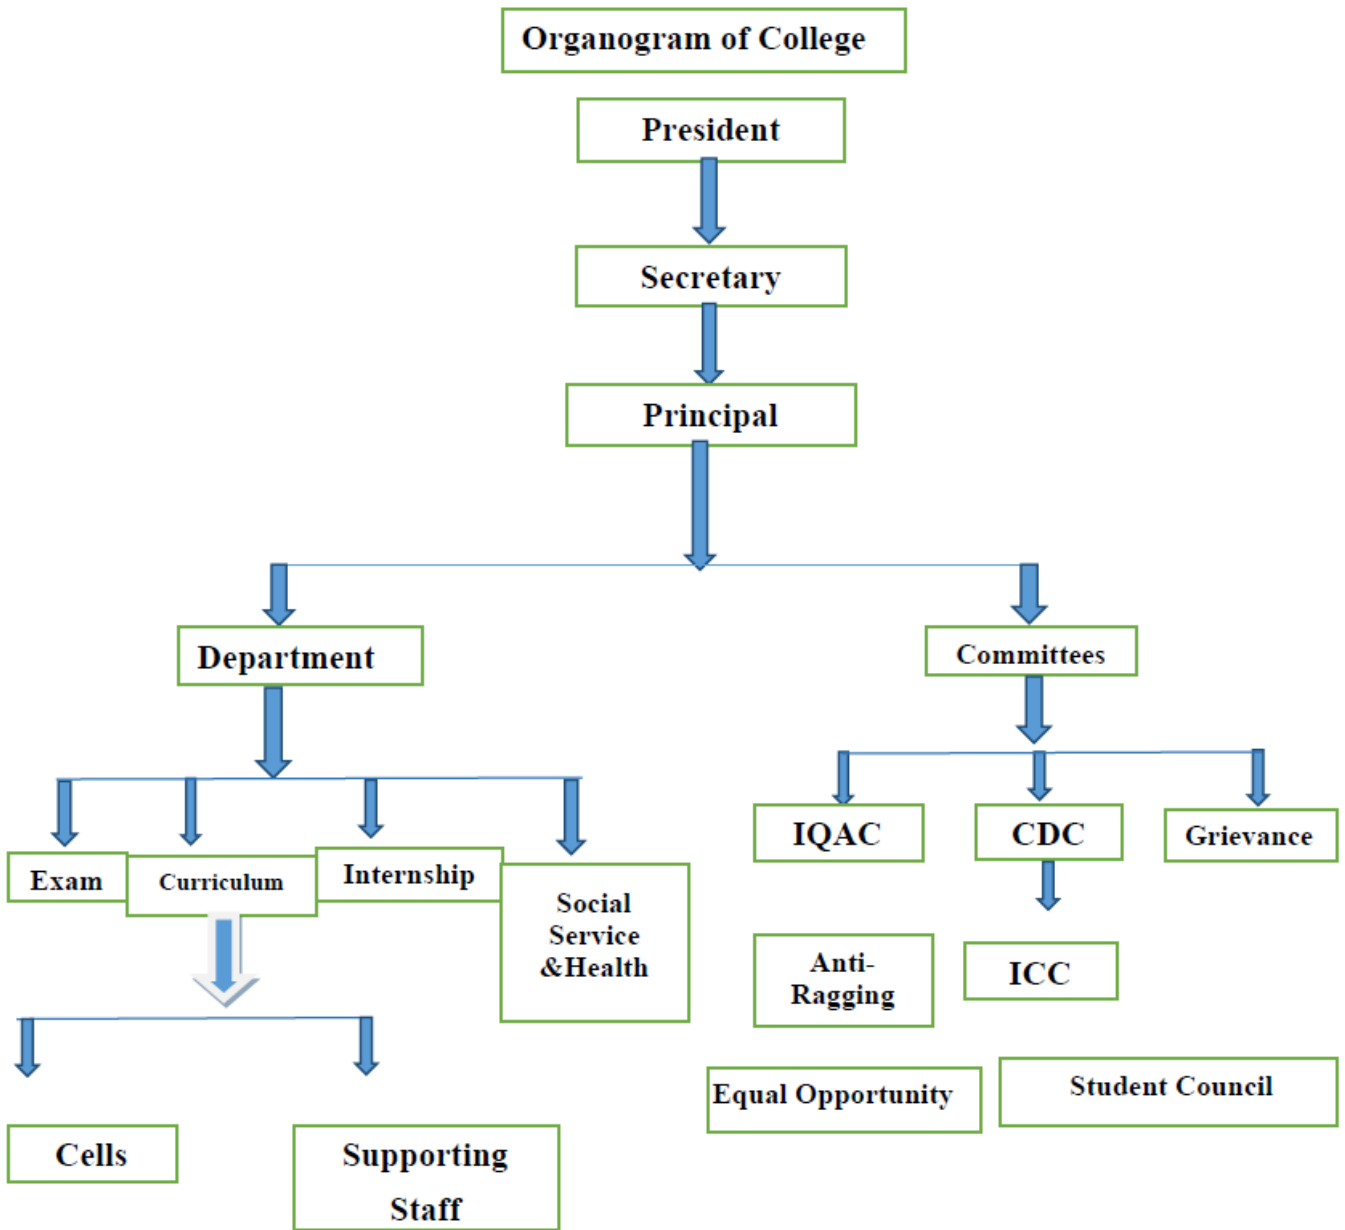 Organogram of College
President
Secretary
Principal
Department
Committees
IQAC
CDC
Grievance
Exam
Curriculum
Internship
Social
Service
&Health
Anti-
Ragging
ICC
Equal Opportunity
Student Council
Cells
Supporting
Staff